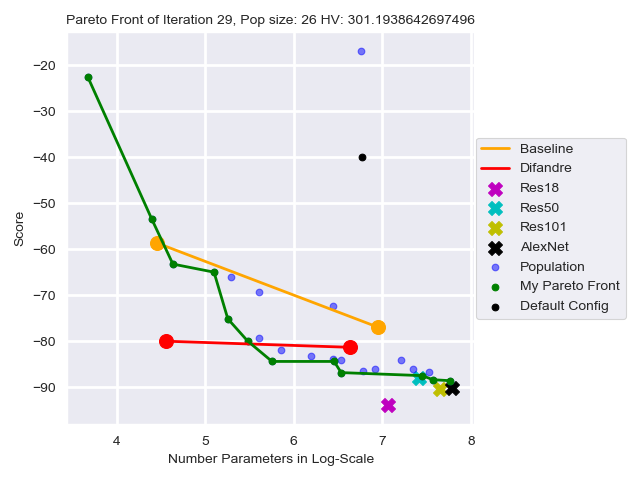 Pareto Front of Iteration 29, Pop size: 26 HV: 301.1938642697496
−20
−30
−40
−50
−60
−70
−80
−90
Score
4
5
6
7
8
Number Parameters in Log-Scale
Baseline
Difandre
Res18
Res50
Res101
AlexNet
Population
My Pareto Front
Default Config